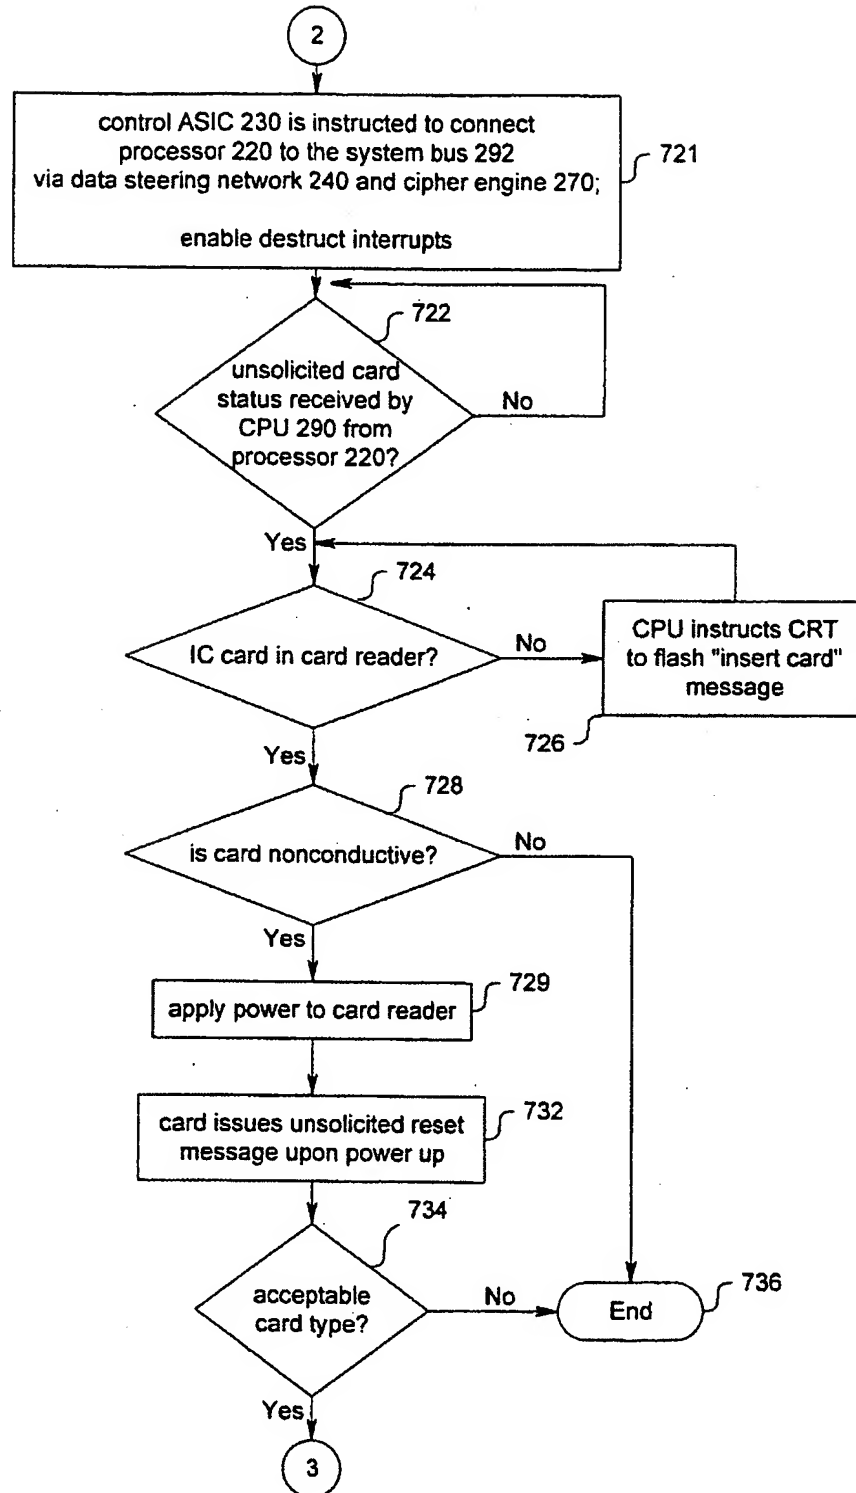 2
control ASIC 230 is instructed to connect
processor 220 to the system bus 292
via data steering network 240 and cipher engine 270;
enable destruct interrupts
721
722
unsolicited card
status received by
CPU 290 from
processor 220?
No
Yes
724
IC card in card reader?
No
CPU instructs CRT
to flash "insert card"
message
726
Yes
728
is card nonconductive?
No
Yes
729
apply power to card reader
732
card issues unsolicited reset
message upon power up
734
acceptable
card type?
No
End
736
Yes
3